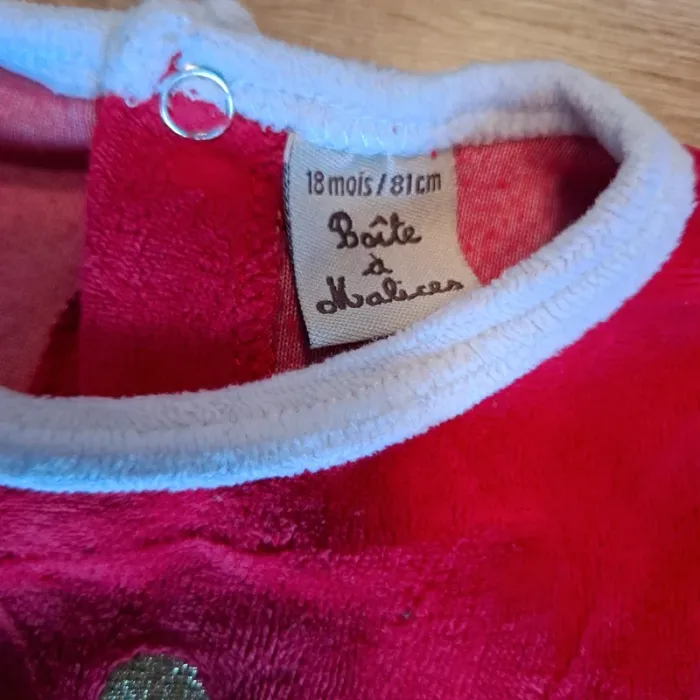 18 mois / 81 cm
Boîte
à
Malices